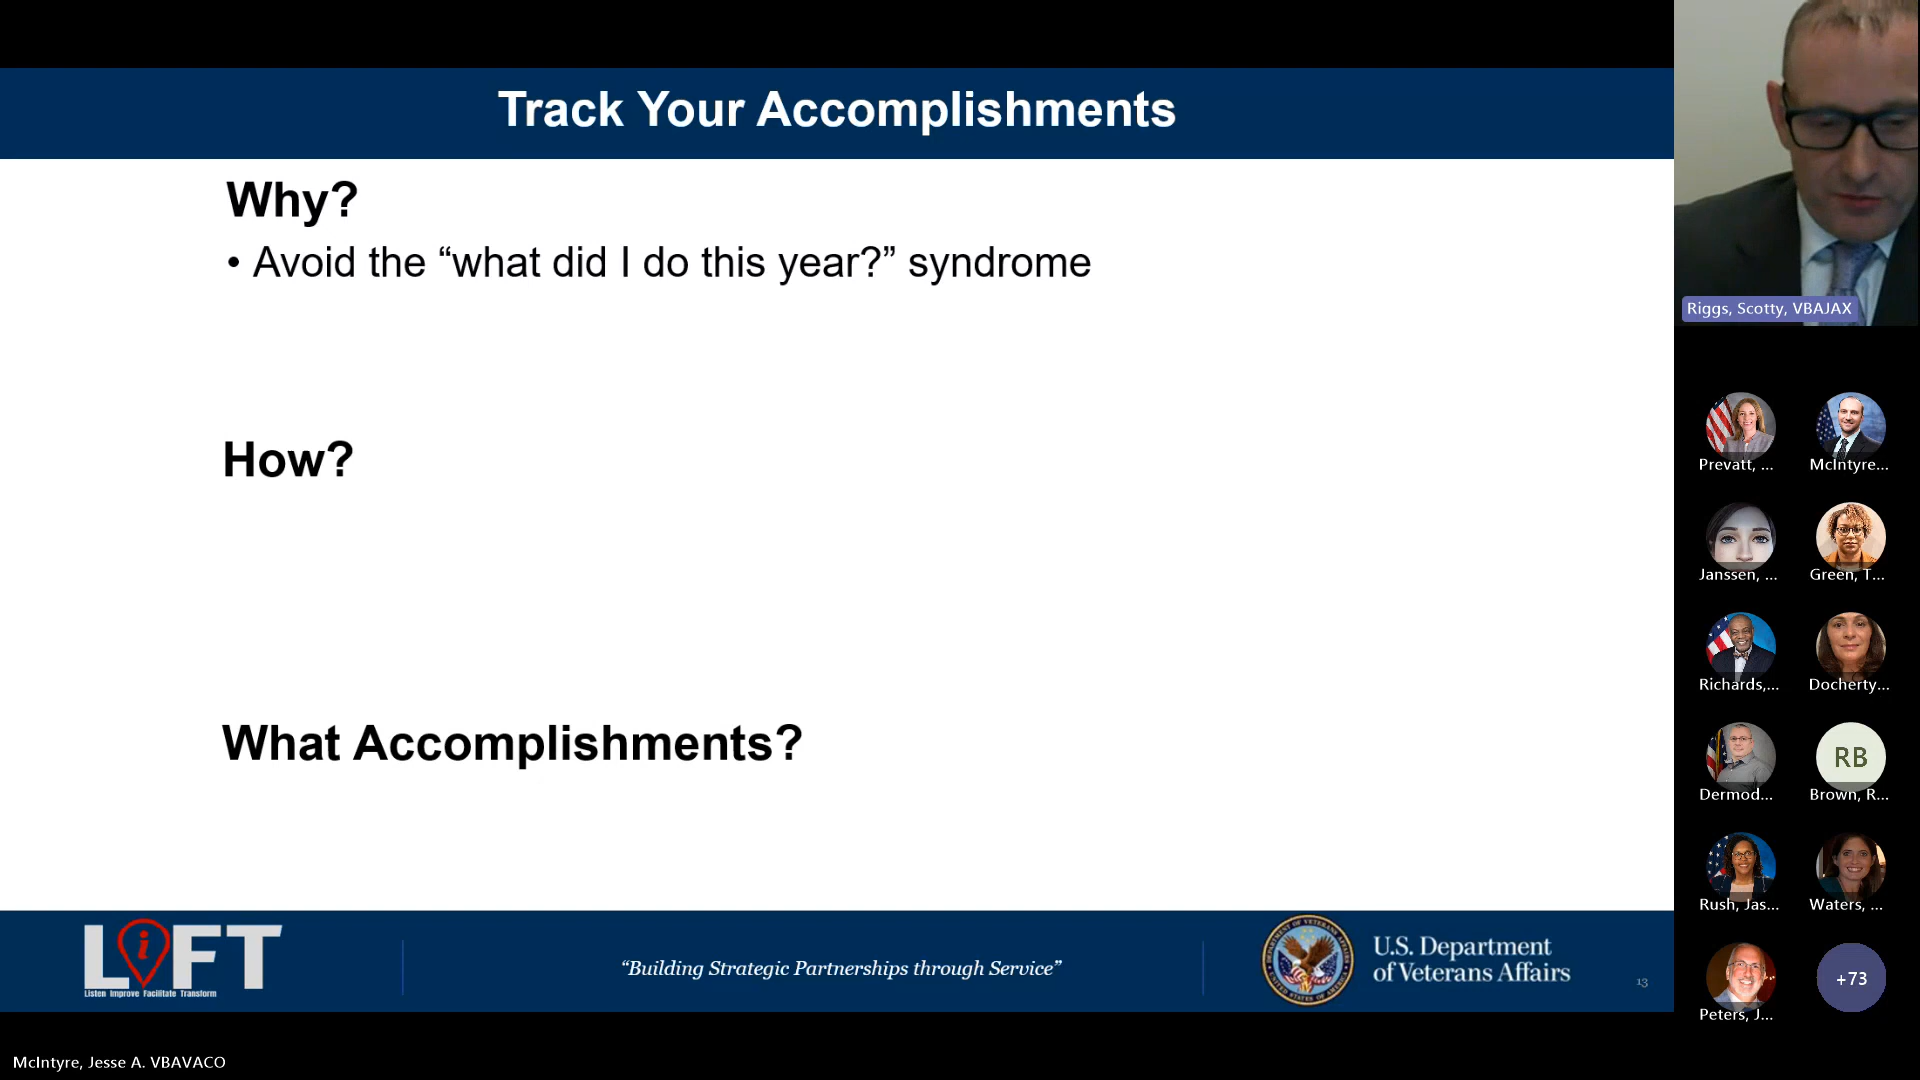 Track Your Accomplishments
Why?
• Avoid the “what did I do this year?” syndrome
How?
What Accomplishments?
LiFT
Listen Improve Facilitate Transform
“Building Strategic Partnerships through Service”
U.S. Department
of Veterans Affairs
13
Riggs, Scotty, VBAJAX
Prevatt, ...
McIntyre...
Janssen, ...
Green, T...
Richards,...
Docherty...
Dermod...
RB
Brown, R...
Rush, Jas...
Waters, ...
Peters, J...
+73
McIntyre, Jesse A. VBAVACO